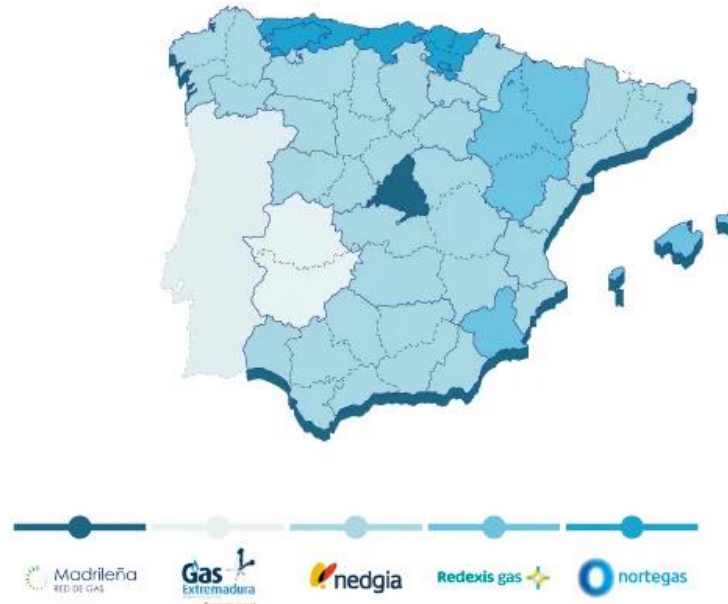 Madrileña
RED DE GAS
Gas
Extremadura
nedgia
Redexis gas
nortegas